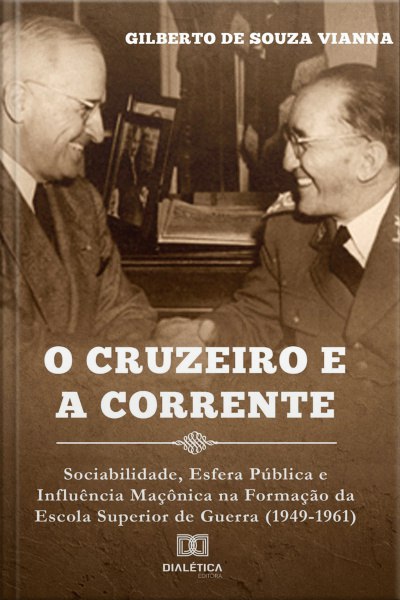 GILBERTO DE SOUZA VIANNA
O CRUZEIRO E
A CORRENTE
Sociabilidade, Esfera Pública e
Influência Maçônica na Formação da
Escola Superior de Guerra (1949-1961)
DIALÉTICA
EDITORA